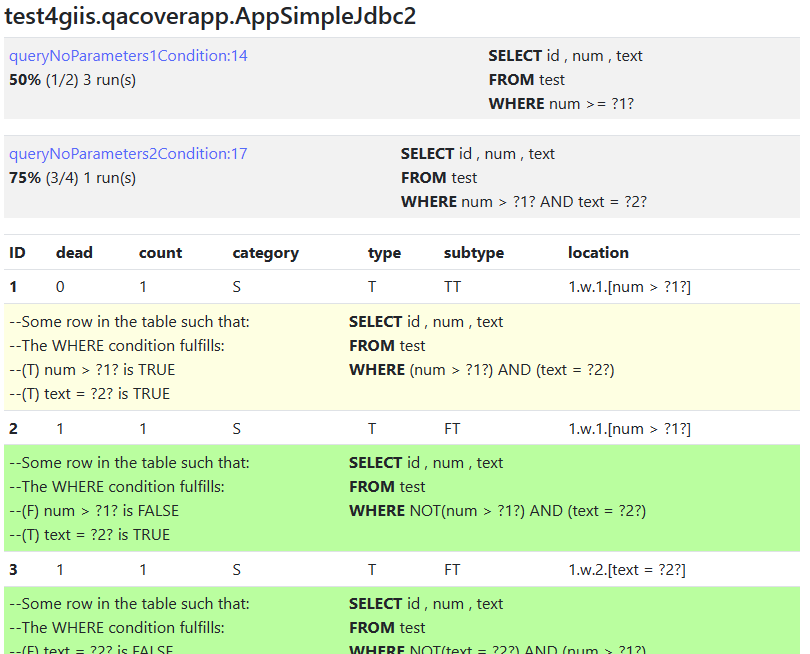 test4giis.qacoverapp.AppSimpleJdbc2
queryNoParameters1Condition:14
50% (1/2) 3 run(s)
SELECT id , num , text
FROM test
WHERE num >= ?1?
queryNoParameters2Condition:17
75% (3/4) 1 run(s)
SELECT id , num , text
FROM test
WHERE num > ?1? AND text = ?2?
ID dead count category type subtype location
1 0 1 S T TT 1.w.1.[num > ?1?]
--Some row in the table such that:
--The WHERE condition fulfills:
--(T) num > ?1? is TRUE
--(T) text = ?2? is TRUE
SELECT id , num , text
FROM test
WHERE (num > ?1?) AND (text = ?2?)
2 1 1 S T FT 1.w.1.[num > ?1?]
--Some row in the table such that:
--The WHERE condition fulfills:
--(F) num > ?1? is FALSE
--(T) text = ?2? is TRUE
SELECT id , num , text
FROM test
WHERE NOT(num > ?1?) AND (text = ?2?)
3 1 1 S T FT 1.w.2.[text = ?2?]
--Some row in the table such that:
--The WHERE condition fulfills:
--(F) text = ?2? is FALSE
SELECT id , num , text
FROM test
WHERE NOT(text = ?2?) AND (num > ?1?)